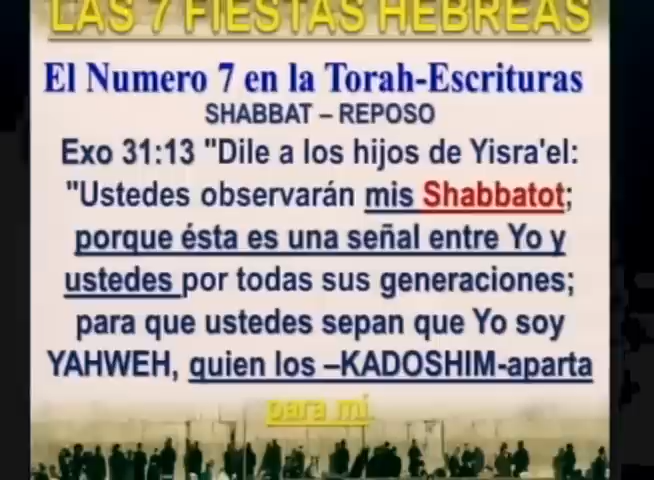 LAS 7 FIESTAS HEBREAS
El Numero 7 en la Torah-Escrituras
SHABBAT – REPOSO
Exo 31:13 "Dile a los hijos de Yisra'el:
"Ustedes observarán mis Shabbatot;
porque ésta es una señal entre Yo y
ustedes por todas sus generaciones;
para que ustedes sepan que Yo soy
YAHWEH, quien los –KADOSHIM-aparta
para mí.